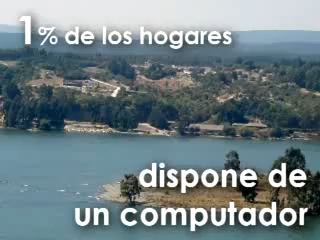 1% de los hogares
dispone de
un computador